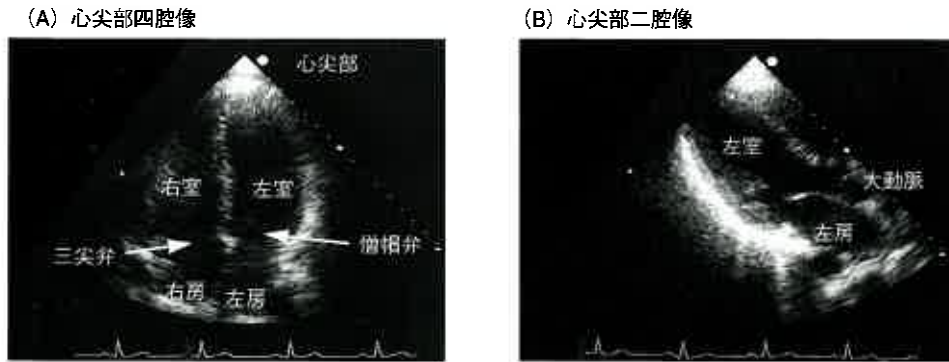 (A) 心尖部四腔像
心尖部
右室
左室
三尖弁
僧帽弁
右房
左房
(B) 心尖部二腔像
左室
大動脈
左房